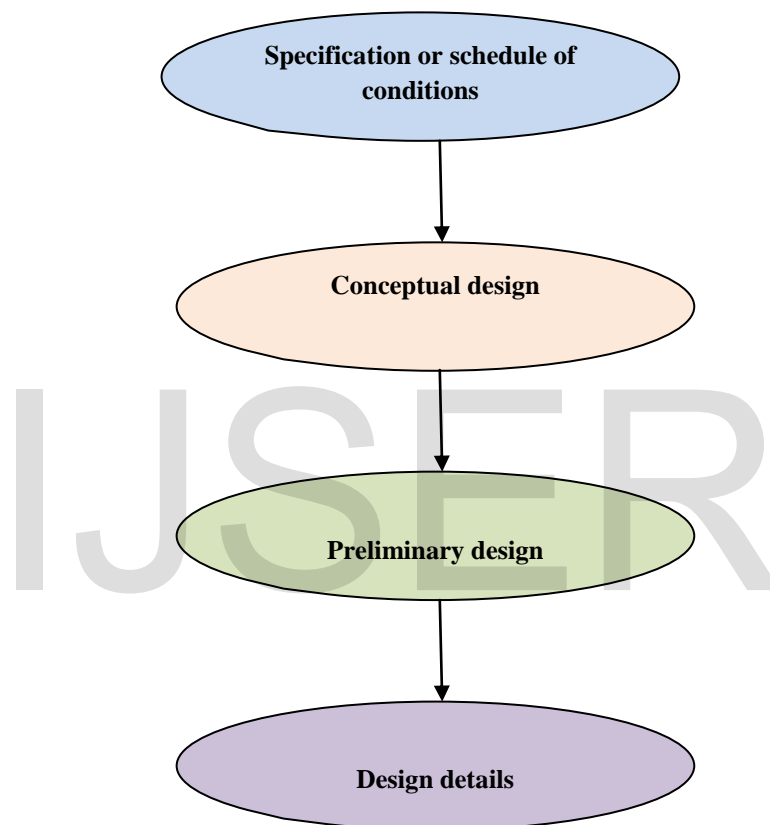 Specification or schedule of
conditions
Conceptual design
IJSER
Preliminary design
Design details